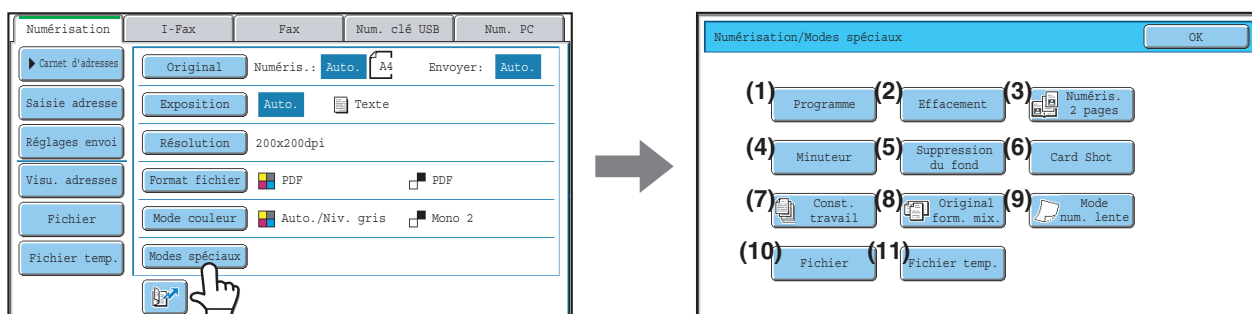 Numérisation
I-Fax
Fax
Num. clé USB
Num. PC
Carnet d'adresses
Original
Numéris.:
Auto.
A4
Envoyer:
Auto.
Saisie adresse
Exposition
Auto.
Texte
Réglages envoi
Résolution
200x200dpi
Visu. adresses
Format fichier
PDF
PDF
Fichier
Mode couleur
Auto./Niv. gris
Mono 2
Fichier temp.
Modes spéciaux
Numérisation/Modes spéciaux
OK
(1)
Programme
(2)
Effacement
(3)
Numéris.
2 pages
(4)
Minuteur
(5)
Suppression
du fond
(6)
Card Shot
(7)
Const.
travail
(8)
Original
form. mix.
(9)
Mode
num. lente
(10)
Fichier
(11)
Fichier temp.